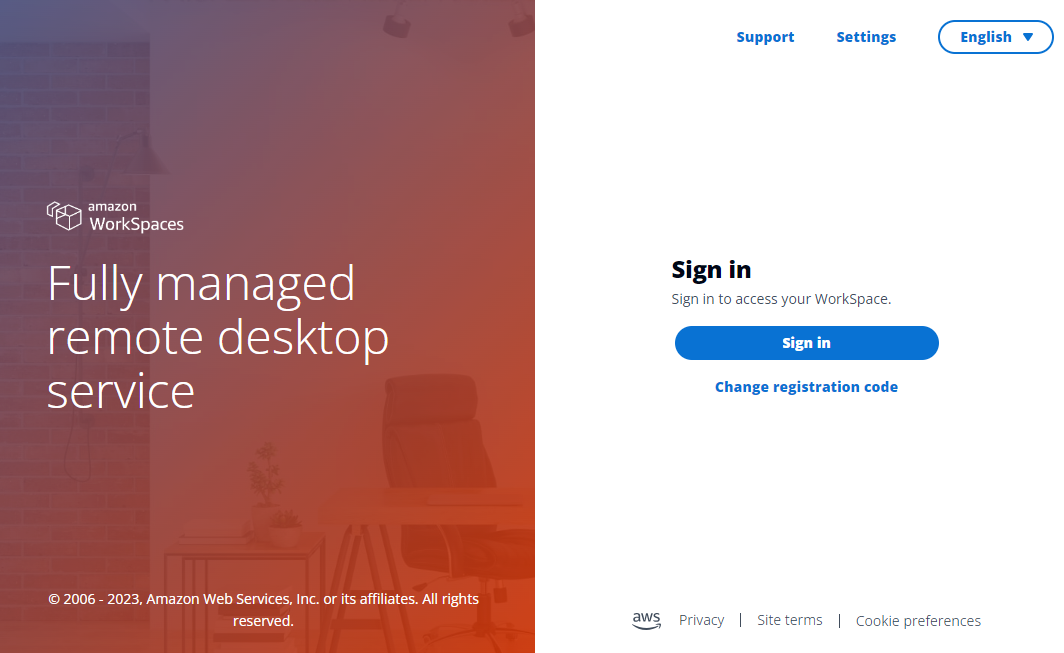 Support Settings English
amazon
WorkSpaces
Fully managed
remote desktop
service
Sign in
Sign in to access your WorkSpace.
Sign in
Change registration code
© 2006 - 2023, Amazon Web Services, Inc. or its affiliates. All rights
reserved.
aws Privacy | Site terms | Cookie preferences